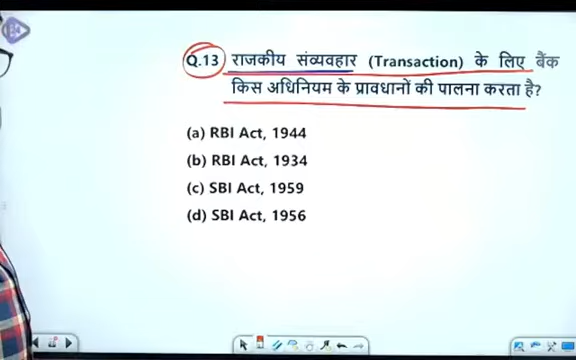 Q.13 राजकीय संव्यवहार (Transaction) के लिए बैंक
किस अधिनियम के प्रावधानों की पालना करता है?
(a) RBI Act, 1944
(b) RBI Act, 1934
(c) SBI Act, 1959
(d) SBI Act, 1956